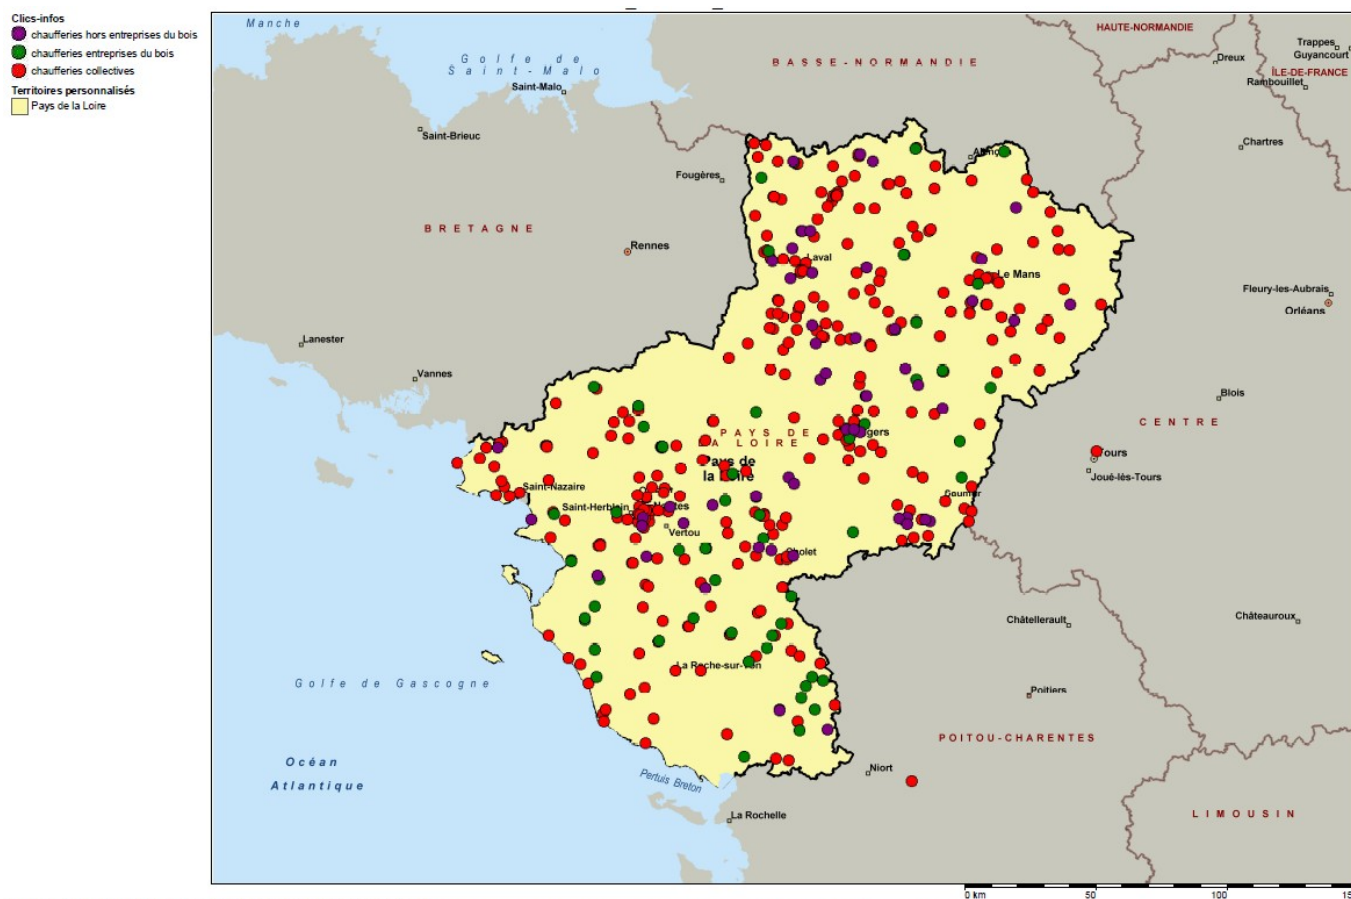 Clics-infos
chaufferies hors entreprises du bois
chaufferies entreprises du bois
chaufferies collectives
Territoires personnalisés
Pays de la Loire
Manche
Golfe de
Saint-Malo
Saint-Malo
Saint-Brieuc
BASSE-NORMANDIE
HAUTE-NORMANDIE
Trappes
Guyancourt
Dreux
ÎLE-DE-FRANCE
Rambouillet
Chartres
Fougères
BRETAGNE
Rennes
Laval
Le Mans
Fleury-les-Aubrais
Orléans
Lanester
Vannes
Blois
CENTRE
PAYS DE
LA LOIRE
Pays de
la Loire
Tours
Joué-lès-Tours
Saint-Nazaire
Saint-Herblain
Vertou
Châtellerault
Châteauroux
La Roche-sur-Yon
Golfe de Gascogne
Poitiers
POITOU-CHARENTES
Océan
Atlantique
Pertuis Breton
Niort
La Rochelle
LIMOUSIN
0 km
50
100